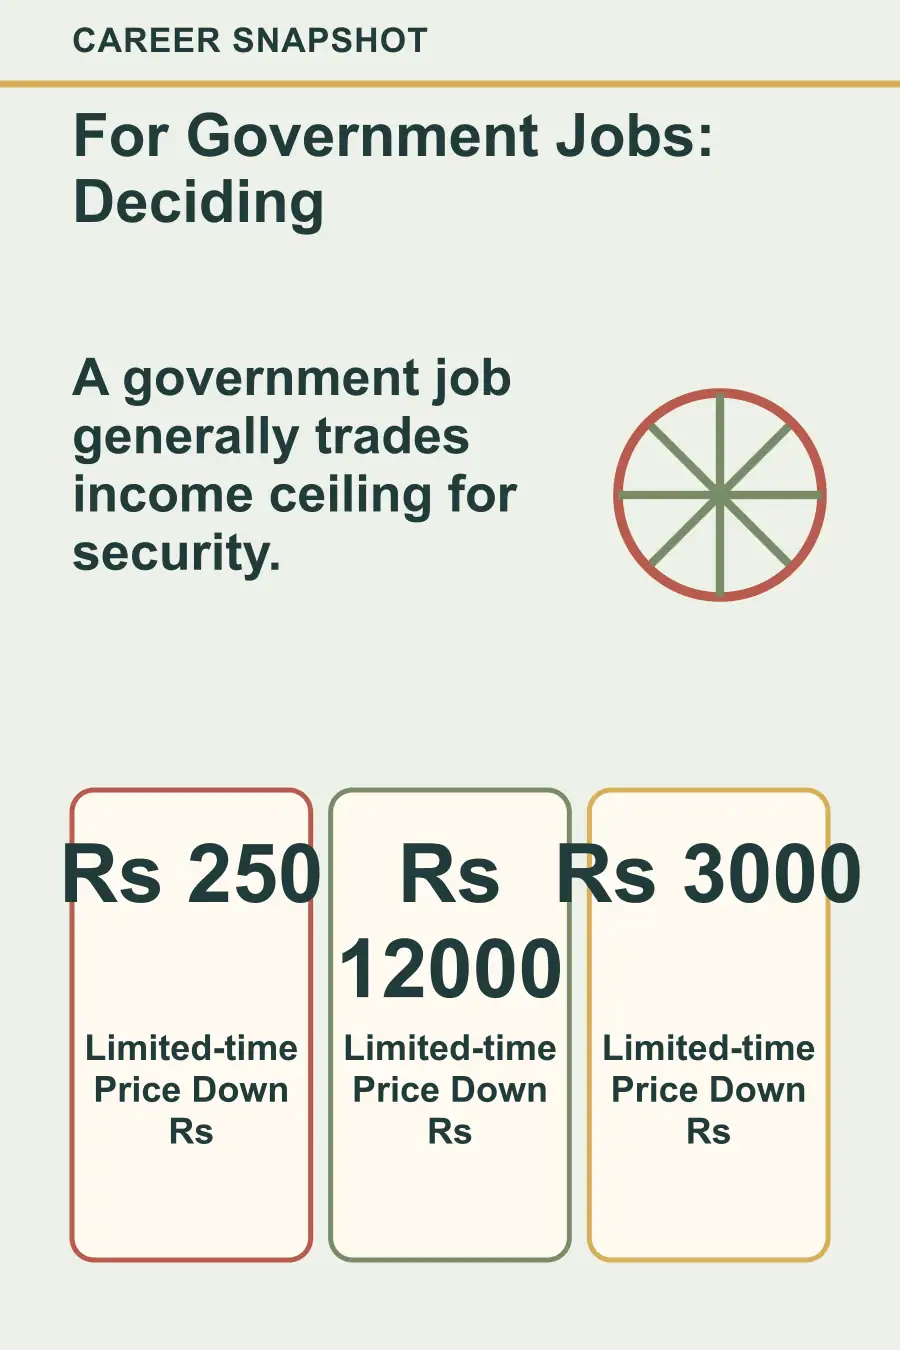 CAREER SNAPSHOT
For Government Jobs:
Deciding
A government job
generally trades
income ceiling for
security.
Rs 250
Limited-time
Price Down
Rs
Rs
12000
Limited-time
Price Down
Rs
Rs 3000
Limited-time
Price Down
Rs